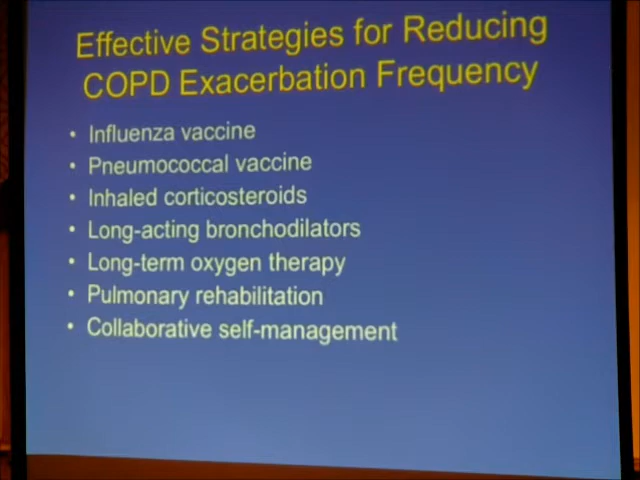 Effective Strategies for Reducing
COPD Exacerbation Frequency
• Influenza vaccine
• Pneumococcal vaccine
• Inhaled corticosteroids
• Long-acting bronchodilators
• Long-term oxygen therapy
• Pulmonary rehabilitation
• Collaborative self-management